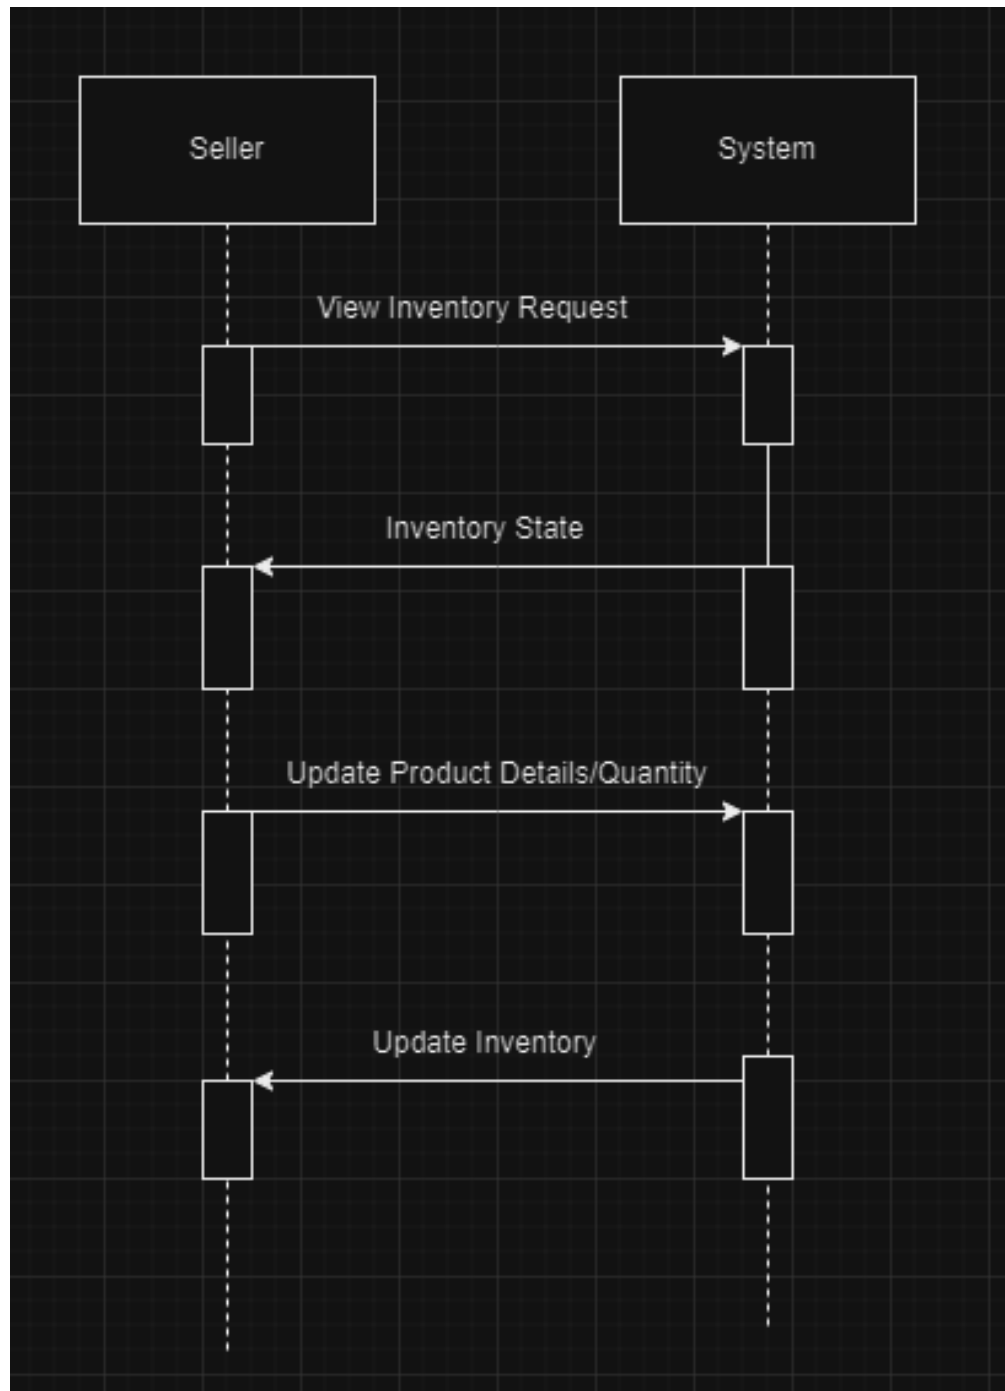 Seller
System
View Inventory Request
Inventory State
Update Product Details/Quantity
Update Inventory